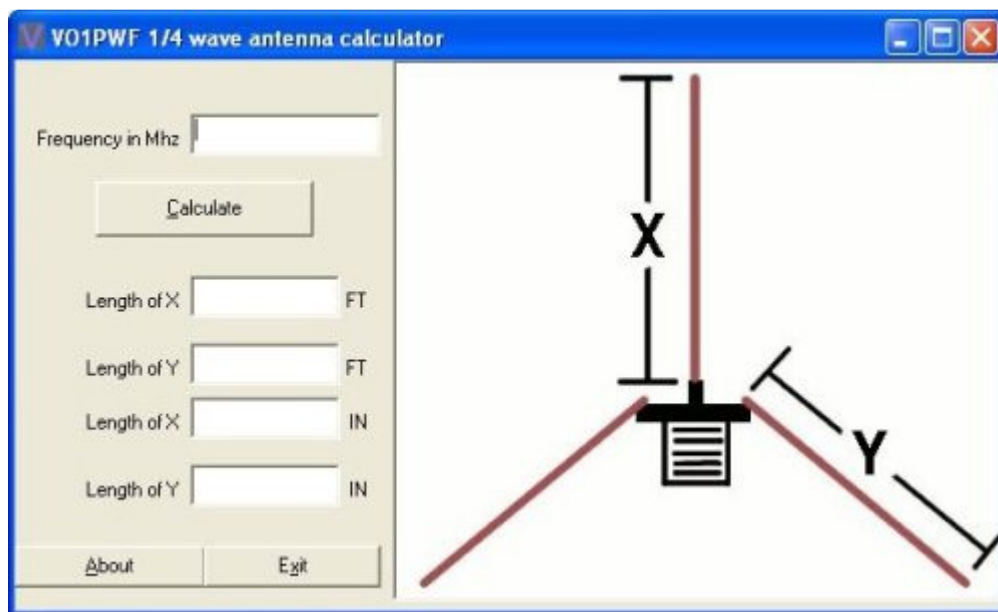 VO1PWF 1/4 wave antenna calculator
Frequency in Mhz
Calculate
Length of X FT
Length of Y FT
Length of X IN
Length of Y IN
About Exit
X
Y